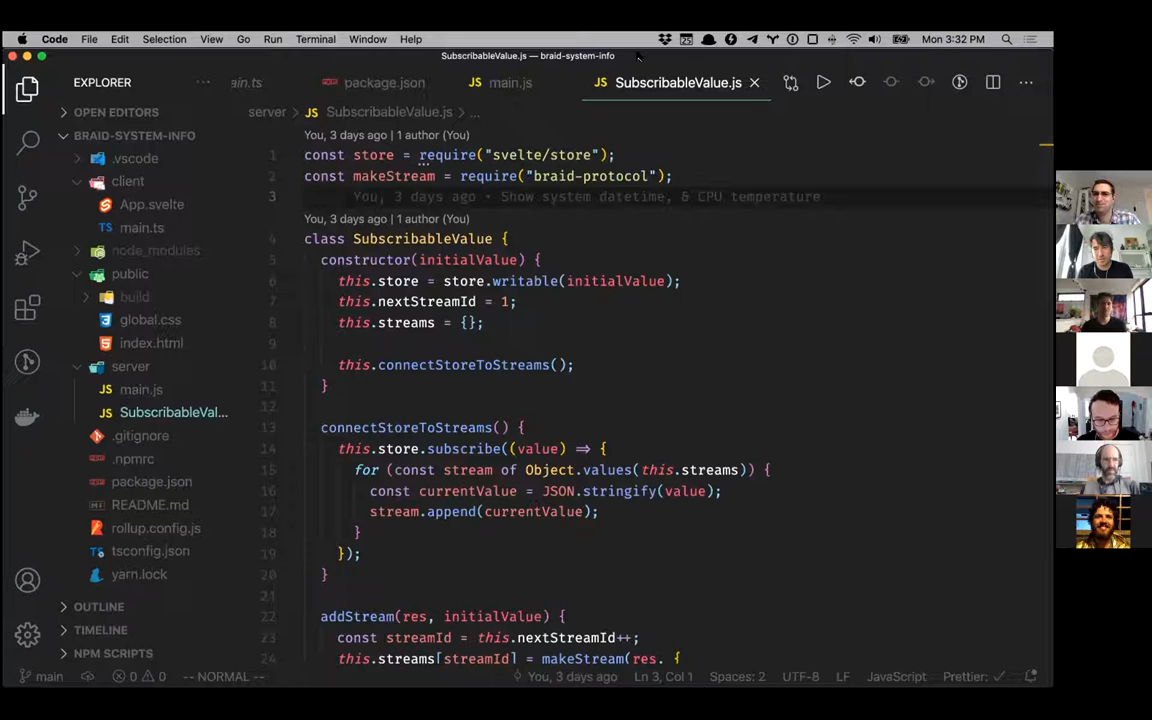 Code File Edit Selection View Go Run Terminal Window Help Mon 3:32 PM
SubscribableValue.js — braid-system-info
EXPLORER
ain.ts package.json JS main.js JS SubscribableValue.js
OPEN EDITORS
server > JS SubscribableValue.js > ...
BRAID-SYSTEM-INFO
.vscode
client
App.svelte
TS main.ts
node_modules
public
build
global.css
index.html
server
JS main.js
JS SubscribableVal...
.gitignore
.npmrc
package.json
README.md
rollup.config.js
tsconfig.json
yarn.lock
OUTLINE
TIMELINE
NPM SCRIPTS
You, 3 days ago | 1 author (You)
1 const store = require("svelte/store");
2 const makeStream = require("braid-protocol");
3 You, 3 days ago • Show system datetime, & CPU temperature
You, 3 days ago | 1 author (You)
4 class SubscribableValue {
5 constructor(initialValue) {
6 this.store = store.writable(initialValue);
7 this.nextStreamId = 1;
8 this.streams = {};
9
10 this.connectStoreToStreams();
11 }
12
13 connectStoreToStreams() {
14 this.store.subscribe((value) => {
15 for (const stream of Object.values(this.streams)) {
16 const currentValue = JSON.stringify(value);
17 stream.append(currentValue);
18 }
19 });
20 }
21
22 addStream(res, initialValue) {
23 const streamId = this.nextStreamId++;
24 this.streams[streamId] = makeStream(res, {
main 0 0 -- NORMAL -- You, 3 days ago Ln 3, Col 1 Spaces: 2 UTF-8 LF JavaScript Prettier: ✓